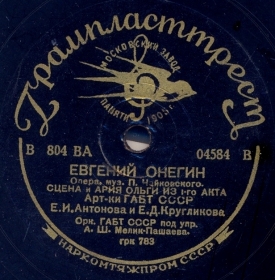 Грампласттрест
МОСКОВСКИЙ ЗАВОД
ПАМЯТИ 1905 г.
В 804 ВА 04584 В
ЕВГЕНИЙ ОНЕГИН
Опера, муз. П. Чайковского.
СЦЕНА и АРИЯ ОЛЬГИ ИЗ 1-го АКТА
Арт-ки ГАБТ СССР
Е.И.Антонова и Е.Д.Кругликова
Орк. ГАБТ СССР под упр.
А. Ш. Мелик-Пашаева.
грк 783
НАРКОМТЯЖПРОМ СССР